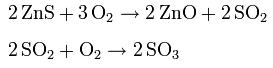 2 ZnS + 3 O₂ → 2 ZnO + 2 SO₂
2 SO₂ + O₂ → 2 SO₃